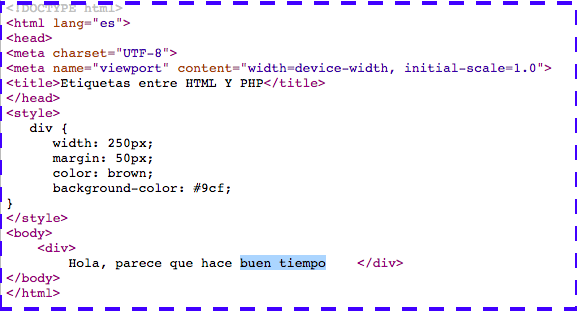 <!DOCTYPE html>
<html lang="es">
<head>
<meta charset="UTF-8">
<meta name="viewport" content="width=device-width, initial-scale=1.0">
<title>Etiquetas entre HTML Y PHP</title>
</head>
<style>
   div {
      width: 250px;
      margin: 50px;
      color: brown;
      background-color: #9cf;
}
</style>
<body>
    <div>
        Hola, parece que hace buen tiempo    </div>
</body>
</html>